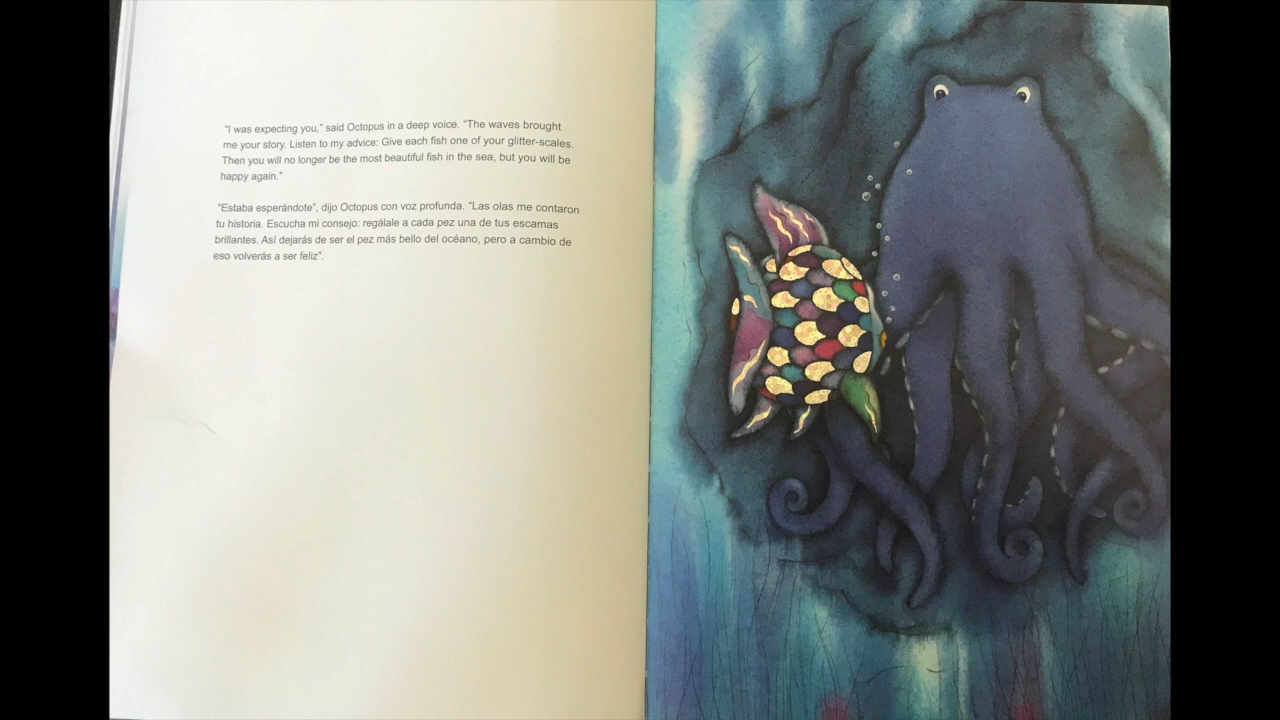 “I was expecting you,” said Octopus in a deep voice. “The waves brought
me your story. Listen to my advice: Give each fish one of your glitter-scales.
Then you will no longer be the most beautiful fish in the sea, but you will be
happy again.”
“Estaba esperándote”, dijo Octopus con voz profunda. “Las olas me contaron
tu historia. Escucha mi consejo: regálale a cada pez una de tus escamas
brillantes. Así dejarás de ser el pez más bello del océano, pero a cambio de
eso volverás a ser feliz”.